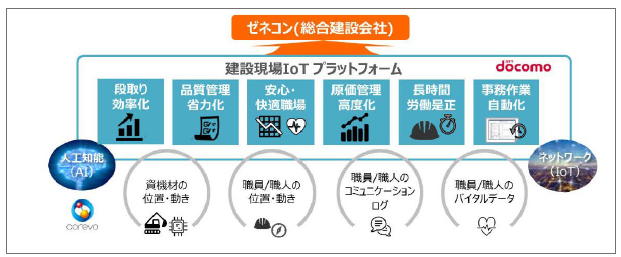 ゼネコン(総合建設会社)
建設現場IoT プラットフォーム
döcomo
段取り
効率化
品質管理
省力化
安心・
快適職場
原価管理
高度化
長時間
労働是正
事務作業
自動化
人工知能
(AI)
ネットワーク
(IoT)
資機材の
位置・動き
職員/職人の
位置・動き
職員/職人の
コミュニケーション
ログ
職員/職人の
バイタルデータ
corevo